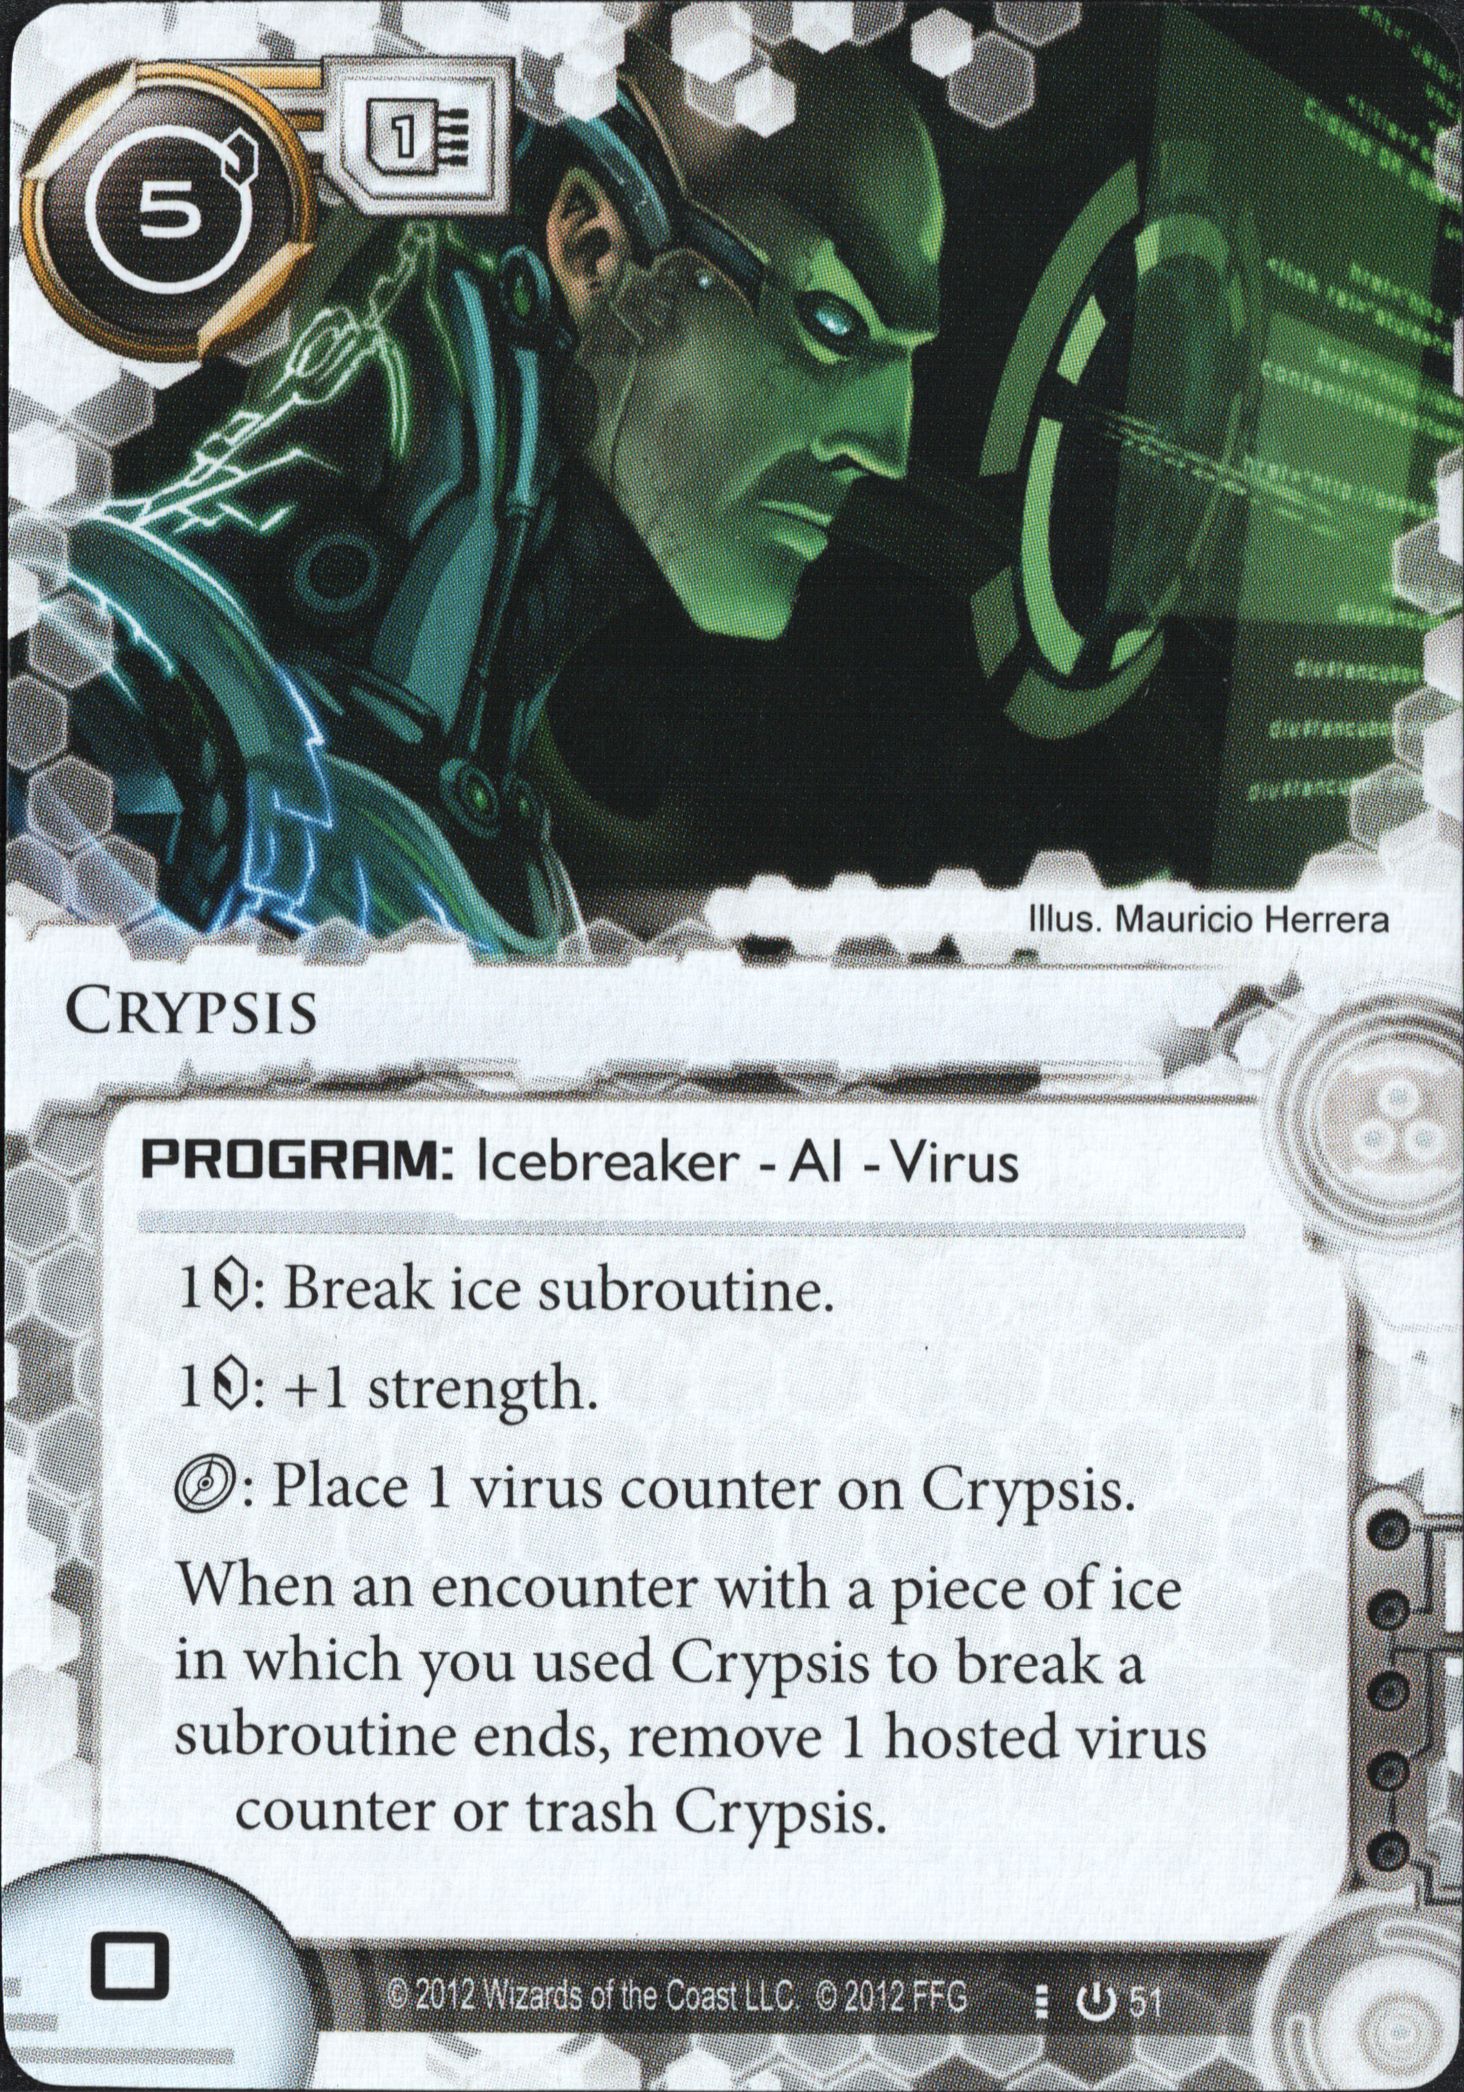 5
1
Illus. Mauricio Herrera
CRYPSIS
PROGRAM: Icebreaker - AI - Virus
1: Break ice subroutine.
1: +1 strength.
: Place 1 virus counter on Crypsis.
When an encounter with a piece of ice
in which you used Crypsis to break a
subroutine ends, remove 1 hosted virus
counter or trash Crypsis.
0
© 2012 Wizards of the Coast LLC. © 2012 FFG
51